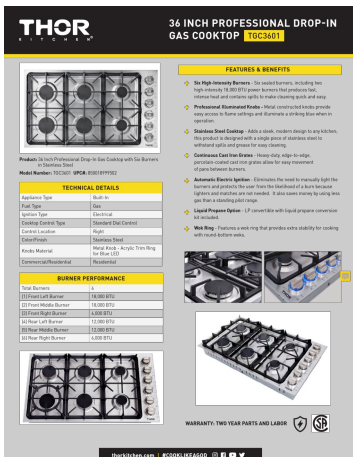 THOR
KITCHEN
36 INCH PROFESSIONAL DROP-IN
GAS COOKTOP TGC3601
Product: 36 Inch Professional Drop-In Gas Cooktop with Six Burners
in Stainless Steel
Model Number: TGC3601 UPC#:
TECHNICAL DETAILS
Appliance Type Built-In
Fuel Type Gas
Ignition Type Electrical
Cooktop Control Type Standard Dial Control
Control Location Right
Color/Finish Stainless Steel
Knobs Material Metal Knob - Acrylic Trim Ring
for Blue LED
Commercial/Residential Residential
BURNER PERFORMANCE
Total Burners 6
(1) Front Left Burner 18,000 BTU
(2) Front Middle Burner 18,000 BTU
(3) Front Right Burner 6,000 BTU
(4) Rear Left Burner 12,000 BTU
(5) Rear Middle Burner 12,000 BTU
(6) Rear Right Burner 6,000 BTU
FEATURES & BENEFITS
Six High-Intensity Burners - Six sealed burners, including two
high-intensity 18,000 BTU power burners that produces fast,
intense heat and contains spills to make cleaning quick and easy.
Professional Illuminated Knobs - Metal constructed knobs provide
easy access to flame settings and illuminate a striking blue when in
operation.
Stainless Steel Cooktop - Adds a sleek, modern design to any kitchen;
this product is designed with a single piece of stainless steel to
withstand spills and grease for easy cleaning.
Continuous Cast Iron Grates - Heavy-duty, edge-to-edge,
porcelain-coated cast iron grates allow for easy movement
of pans between burners.
Automatic Electric Ignition - Eliminates the need to manually light the
burners and protects the user from the likelihood of a burn because
lighters and matches are not needed. It also saves money by using less
gas than a standing pilot range.
Liquid Propane Option - LP convertible with liquid propane conversion
kit included.
Wok Ring - Features a wok ring that provides extra stability for cooking
with round-bottom woks.
WARRANTY: TWO YEAR PARTS AND LABOR
thorkitchen.com | #COOKLIKEAGOD